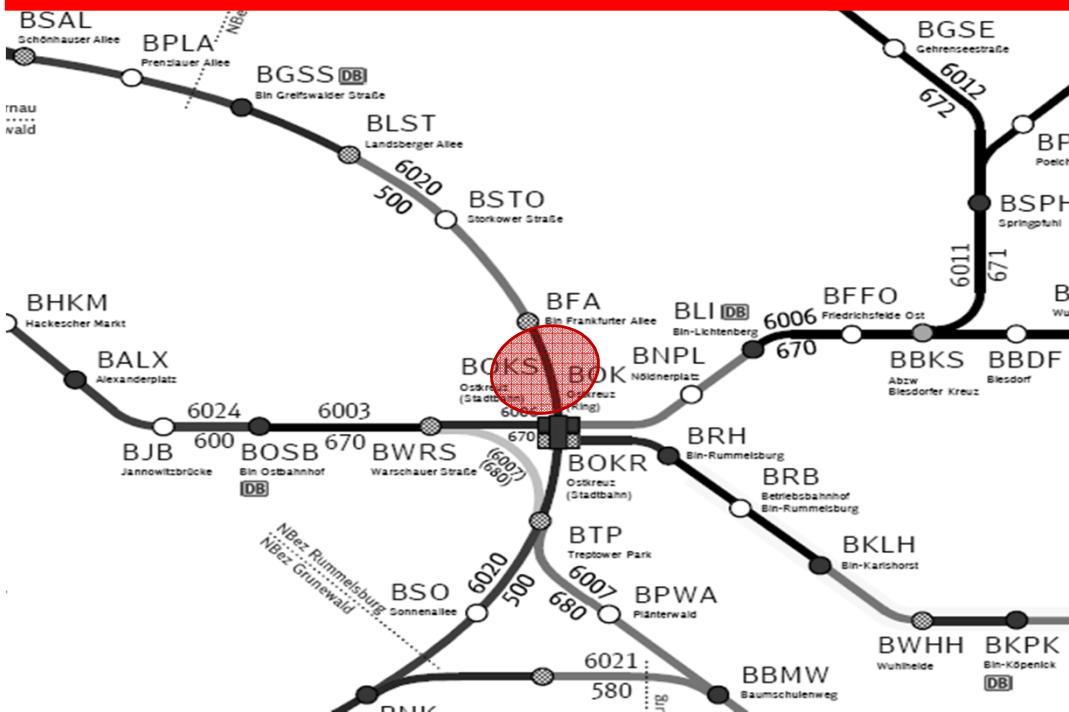 BSAL
Schönhauser Allee
BPLA
Prenzlauer Allee
BGSS DB
Bln Greifswalder Straße
BLST
Landsberger Allee
6020
500
BSTO
Storkower Straße
BGSE
Gehrenseestraße
6012
672
rnau
wald
BSPH
Springpfuhl
6011
671
BHKM
Hackescher Markt
BALX
Alexanderplatz
BFA
Bln Frankfurter Allee
BLI DB
Bln-Lichtenberg
BFFO
Friedrichsfelde Ost
6006
670
BBKS
Abzw
Biesdorfer Kreuz
BBDF
Biesdorf
BOKS
Ostkreuz
(Stadtbahn)
BOK
Ostkreuz
(Ring)
BNPL
Nöldnerplatz
6024
600
6003
670
670
BJB
Jannowitzbrücke
BOSB
Bln Ostbahnhof
DB
BWRS
Warschauer Straße
(6007)
(680)
BOKR
Ostkreuz
(Stadtbahn)
BRH
Bln-Rummelsburg
BRB
Betriebsbahnhof
Bln-Rummelsburg
BKLH
Bln-Karlshorst
BTP
Treptower Park
NBez Rummelsburg
NBez Grunewald
BSO
Sonnenallee
6020
500
6007
680
BPWA
Plänterwald
BWHH
Wuhlheide
BKPK
Bln-Köpenick
DB
6021
580
BBMW
Baumschulenweg